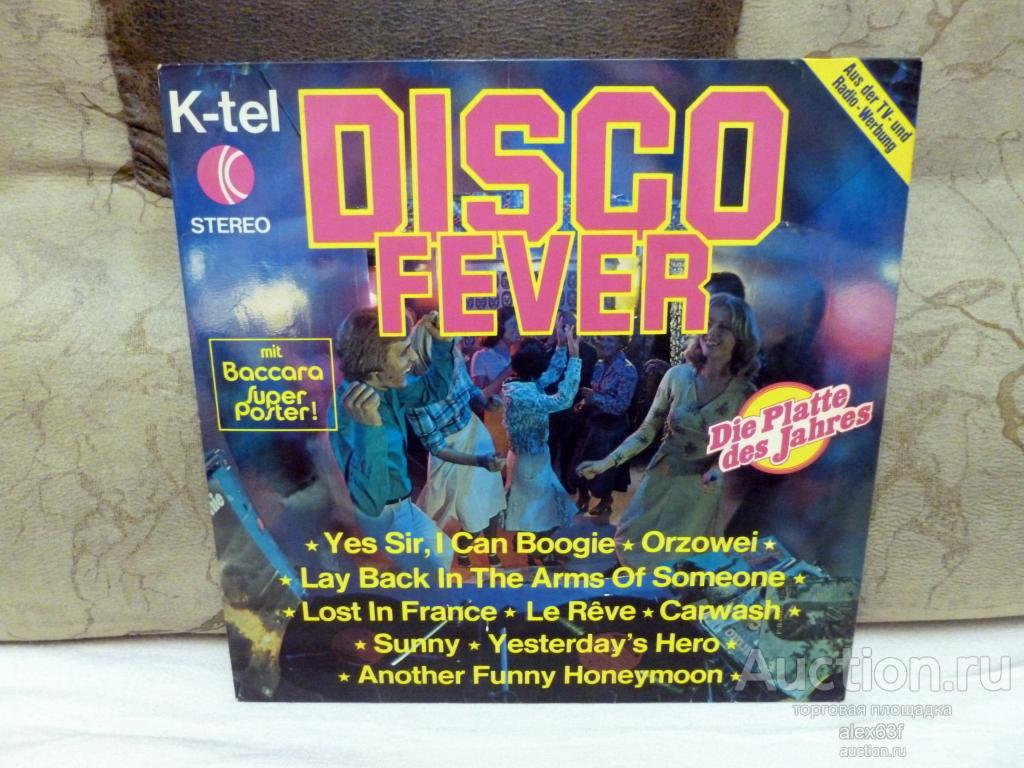 K-tel
STEREO
DISCO
FEVER
Aus der TV- und
Radio-Werbung
mit
Baccara
Super
Poster!
Die Platte
des Jahres
★ Yes Sir, I Can Boogie ★ Orzowei ★
★ Lay Back In The Arms Of Someone ★
★ Lost In France ★ Le Rêve ★ Carwash ★
★ Sunny ★ Yesterday's Hero ★
★ Another Funny Honeymoon ★
Auction.ru
торговая площадка
alex63f
auction.ru